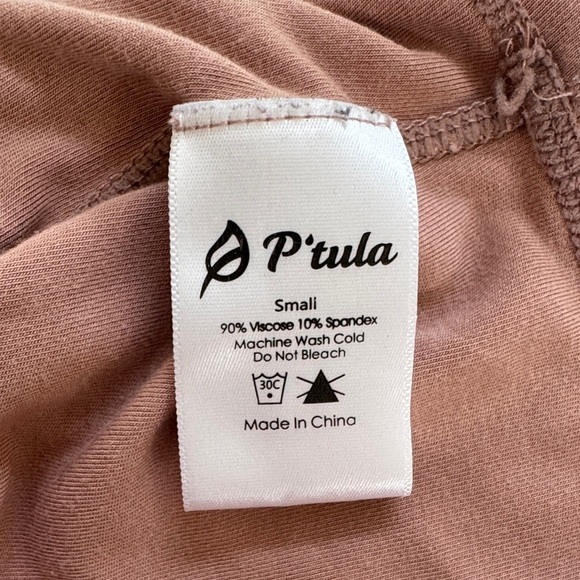 P'tula
Small
90% Viscose 10% Spandex
Machine Wash Cold
Do Not Bleach
30C
Made In China